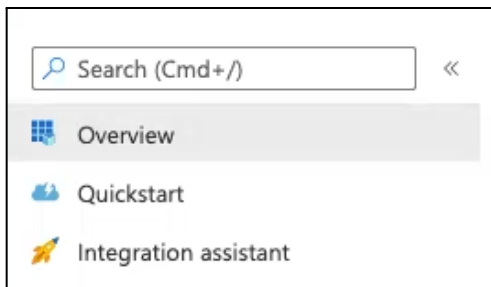 Search (Cmd+/)
«
Overview
Quickstart
Integration assistant